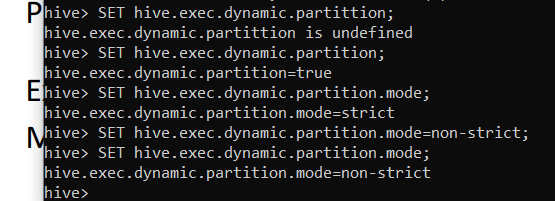 P
hive> SET hive.exec.dynamic.partittion;
hive.exec.dynamic.partittion is undefined
hive> SET hive.exec.dynamic.partition;
hive.exec.dynamic.partition=true
hive> SET hive.exec.dynamic.partition.mode;
E
hive.exec.dynamic.partition.mode=strict
hive> SET hive.exec.dynamic.partition.mode=non-strict;
hive> SET hive.exec.dynamic.partition.mode;
hive.exec.dynamic.partition.mode=non-strict
hive>